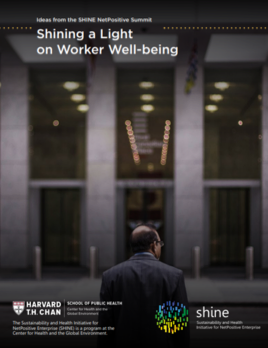 Ideas from the SHINE NetPositive Summit
Shining a Light
on Worker Well-being
HARVARD
T.H. CHAN
SCHOOL OF PUBLIC HEALTH
Center for Health and the
Global Environment
The Sustainability and Health Initiative for
NetPositive Enterprise (SHINE) is a program at the
Center for Health and the Global Environment
shine
Sustainability and Health
Initiative for NetPositive Enterprise